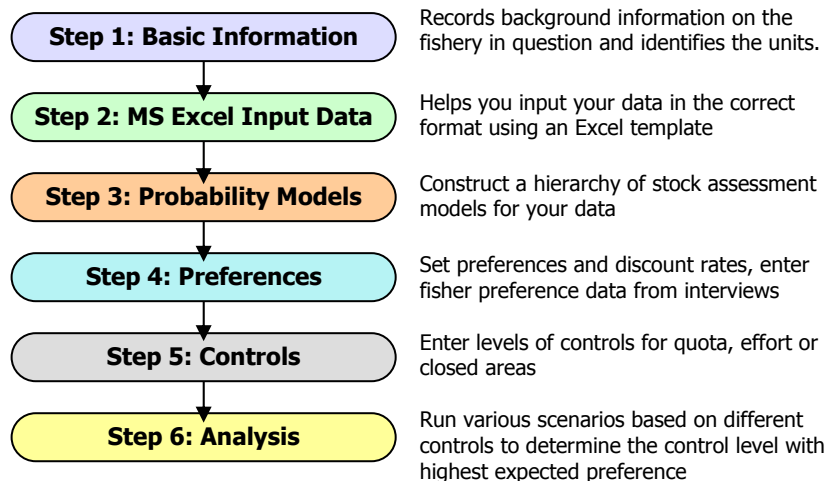 Step 1: Basic Information
Records background information on the
fishery in question and identifies the units.
Step 2: MS Excel Input Data
Helps you input your data in the correct
format using an Excel template
Step 3: Probability Models
Construct a hierarchy of stock assessment
models for your data
Step 4: Preferences
Set preferences and discount rates, enter
fisher preference data from interviews
Step 5: Controls
Enter levels of controls for quota, effort or
closed areas
Step 6: Analysis
Run various scenarios based on different
controls to determine the control level with
highest expected preference